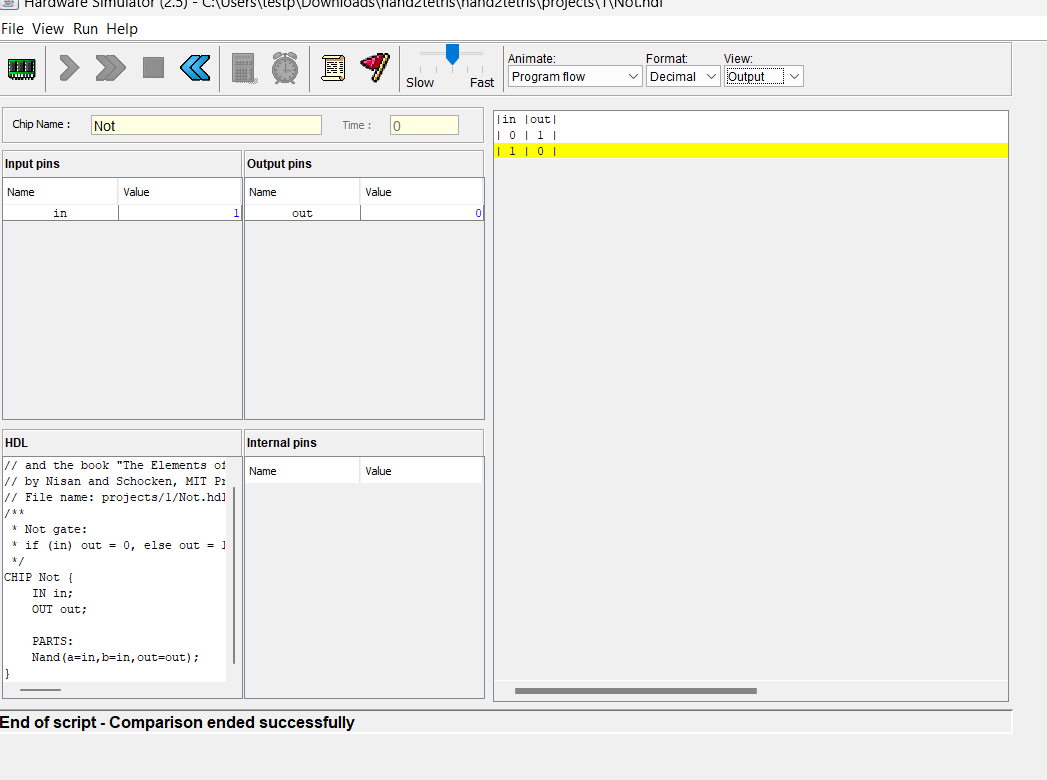 Hardware Simulator (2.5) - C:\Users\testp\Downloads\nand2tetris\nand2tetris\projects\1\Not.hdl
File View Run Help
Slow Fast
Animate: Format: View:
Program flow Decimal Output
Chip Name : Not Time : 0
Input pins
Name Value
in 1
Output pins
Name Value
out 0
|in |out|
| 0 | 1 |
| 1 | 0 |
HDL
// and the book "The Elements of
// by Nisan and Schocken, MIT Pr
// File name: projects/1/Not.hdl
/**
* Not gate:
* if (in) out = 0, else out = 1
*/
CHIP Not {
IN in;
OUT out;
PARTS:
Nand(a=in,b=in,out=out);
}
Internal pins
Name Value
End of script - Comparison ended successfully